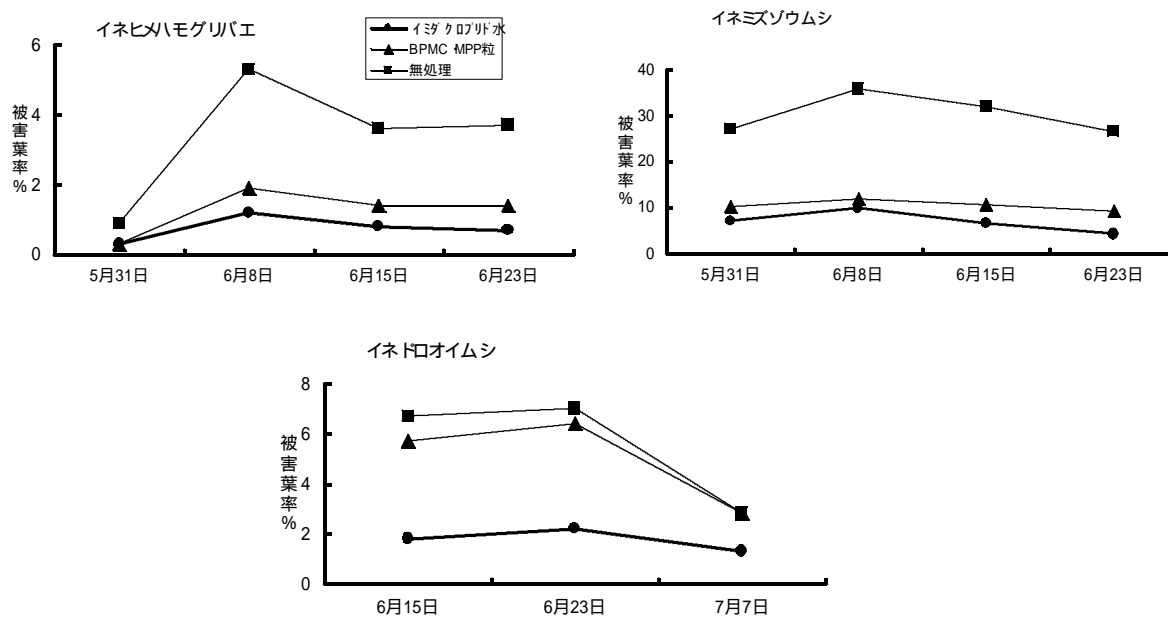 イネヒメハモグリバエ
イミダクロプリド水
BPMC・MPP粒
無処理
被害葉率%
6
4
2
0
5月31日 6月8日 6月15日 6月23日
イネミズゾウムシ
被害葉率%
40
30
20
10
0
5月31日 6月8日 6月15日 6月23日
イネドロオイムシ
被害葉率%
8
6
4
2
0
6月15日 6月23日 7月7日